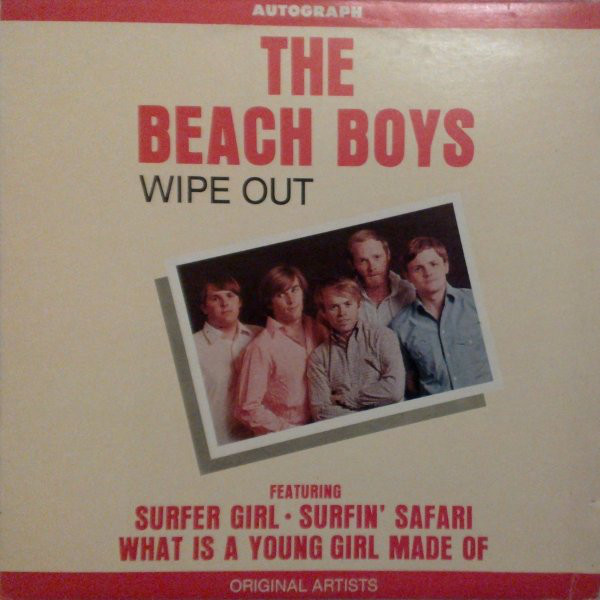 AUTOGRAPH
THE
BEACH BOYS
WIPE OUT
FEATURING
SURFER GIRL · SURFIN' SAFARI
WHAT IS A YOUNG GIRL MADE OF
ORIGINAL ARTISTS